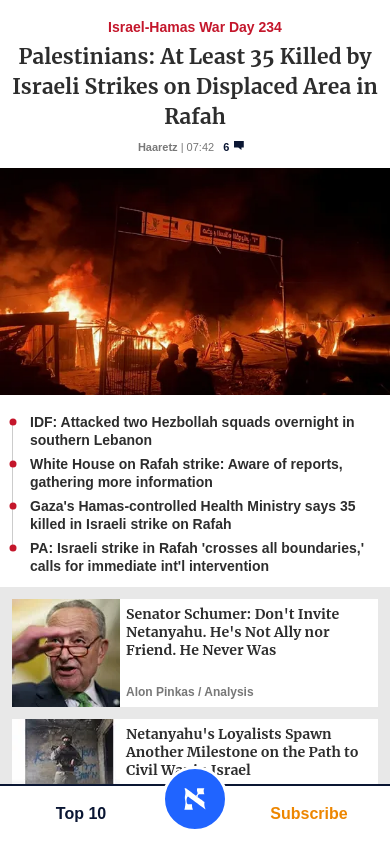 Israel-Hamas War Day 234
Palestinians: At Least 35 Killed by
Israeli Strikes on Displaced Area in
Rafah
Haaretz | 07:42 6
IDF: Attacked two Hezbollah squads overnight in
southern Lebanon
White House on Rafah strike: Aware of reports,
gathering more information
Gaza's Hamas-controlled Health Ministry says 35
killed in Israeli strike on Rafah
PA: Israeli strike in Rafah 'crosses all boundaries,'
calls for immediate int'l intervention
Senator Schumer: Don't Invite
Netanyahu. He's Not Ally nor
Friend. He Never Was
Alon Pinkas / Analysis
Netanyahu's Loyalists Spawn
Another Milestone on the Path to
Civil Israel
Top 10
א
Subscribe